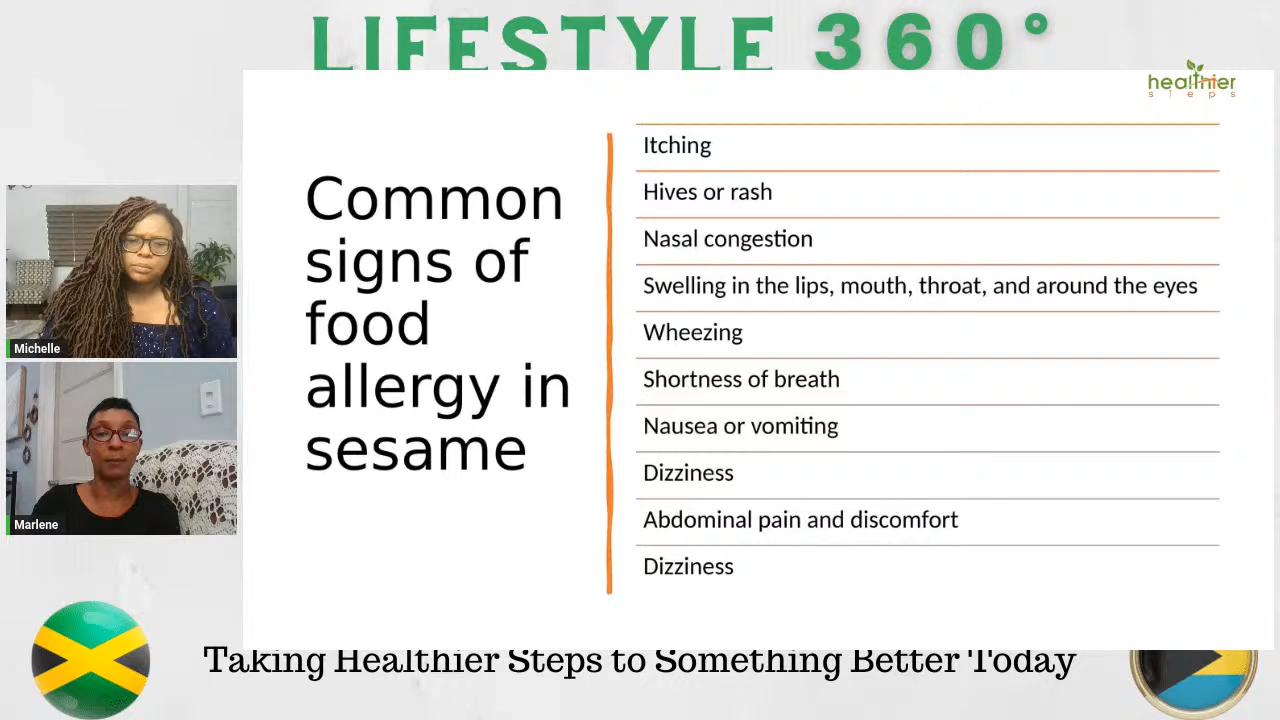 LIFESTYLE 360°
healthier
steps
Common
signs of
food
allergy in
sesame
Itching
Hives or rash
Nasal congestion
Swelling in the lips, mouth, throat, and around the eyes
Wheezing
Shortness of breath
Nausea or vomiting
Dizziness
Abdominal pain and discomfort
Dizziness
Michelle
Marlene
Taking Healthier Steps to Something Better Today